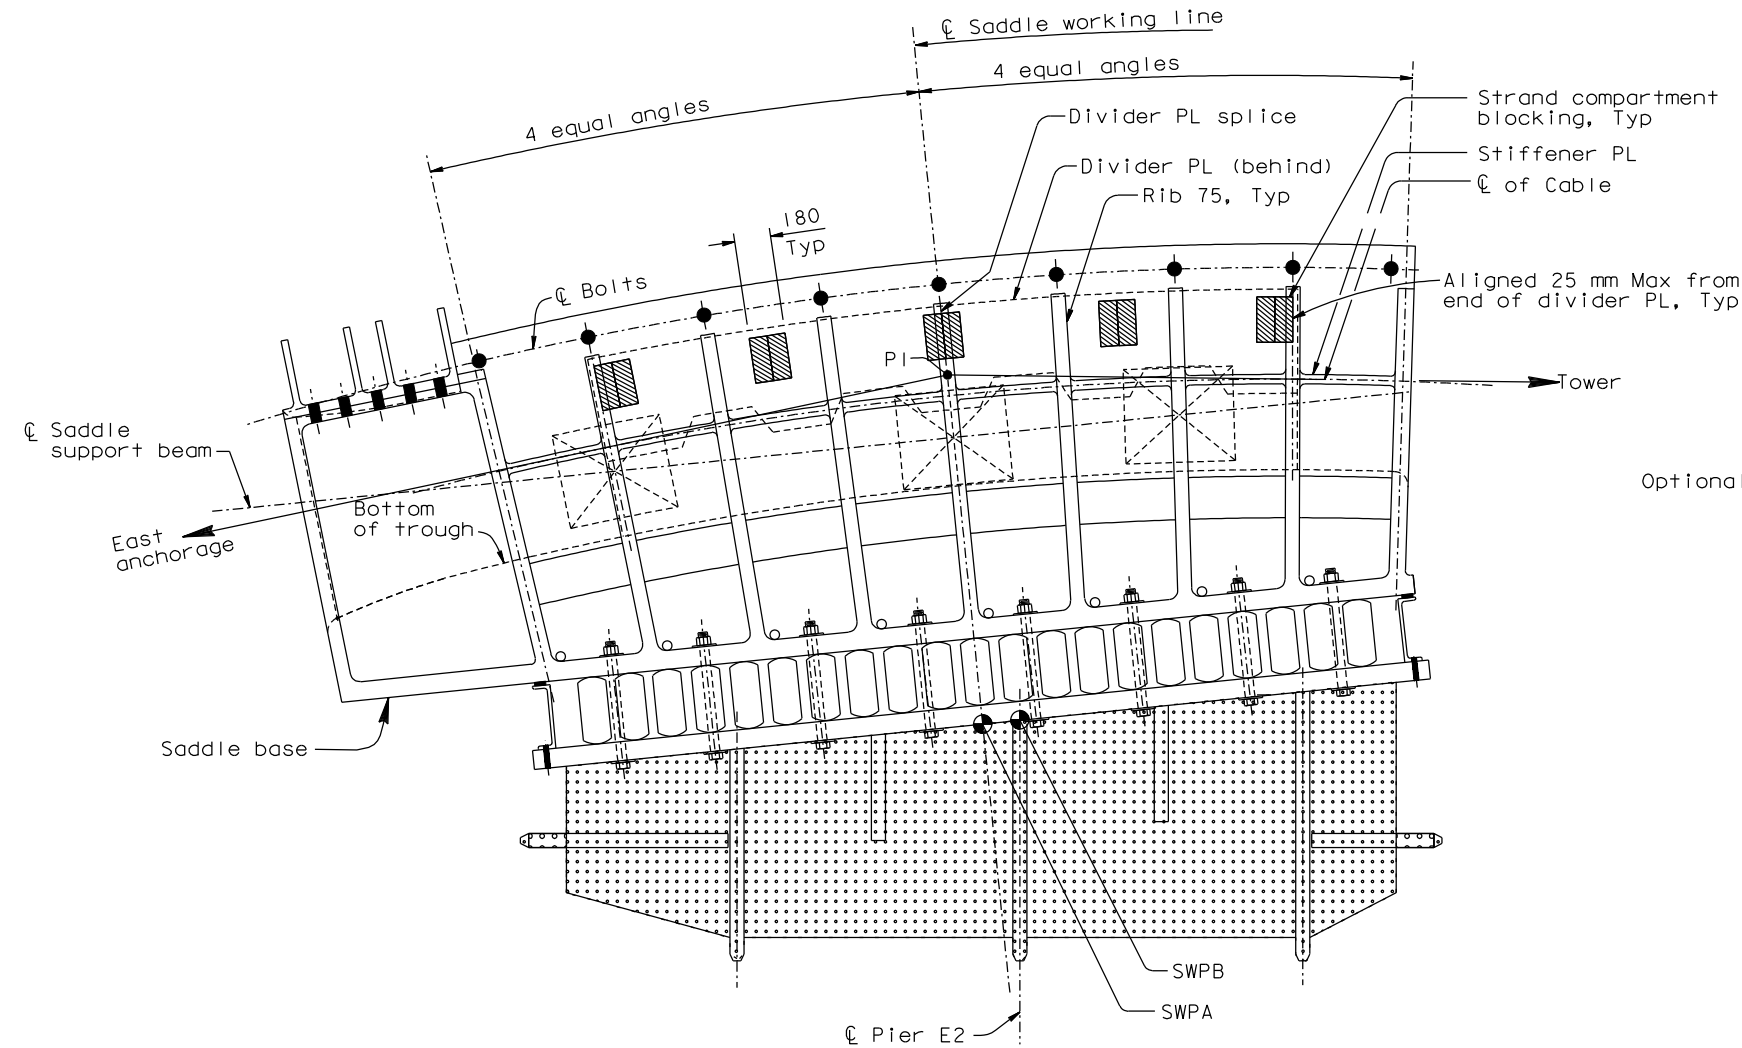 ℄ Saddle working line
4 equal angles
4 equal angles
Strand compartment
blocking, Typ
Divider PL splice
Stiffener PL
Divider PL (behind)
℄ of Cable
Rib 75, Typ
180
Typ
℄ Bolts
Aligned 25 mm Max from
end of divider PL, Typ
PI
Tower
℄ Saddle
support beam
Optional
Bottom
of trough
East
anchorage
Saddle base
SWPB
SWPA
℄ Pier E2